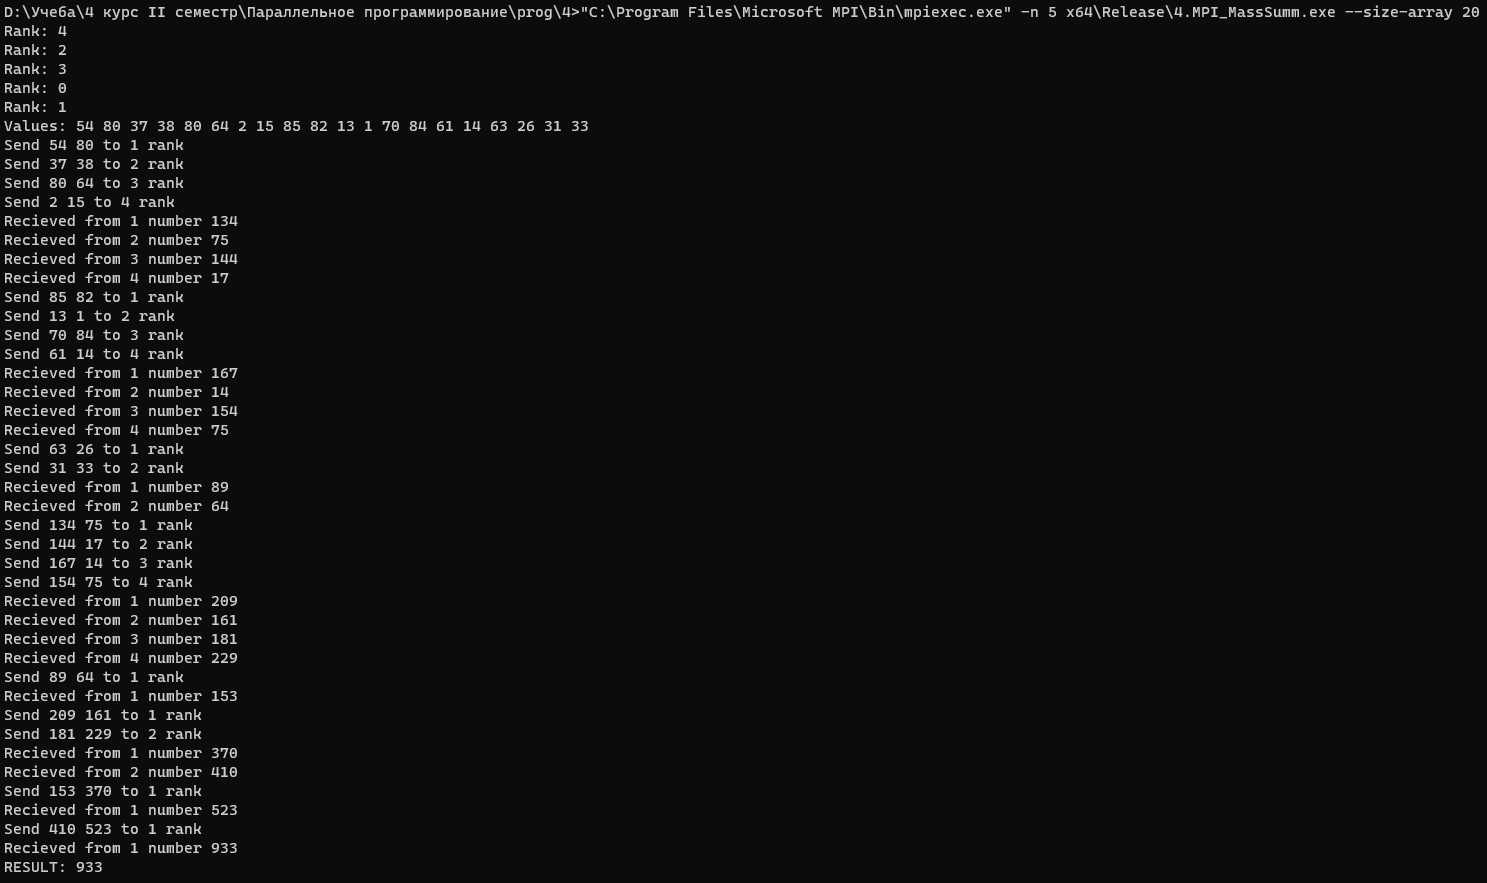 D:\Учеба\4 курс II семестр\Параллельное программирование\prog\4>"C:\Program Files\Microsoft MPI\Bin\mpiexec.exe" -n 5 x64\Release\4.MPI_MassSumm.exe --size-array 20
Rank: 4
Rank: 2
Rank: 3
Rank: 0
Rank: 1
Values: 54 80 37 38 80 64 2 15 85 82 13 1 70 84 61 14 63 26 31 33
Send 54 80 to 1 rank
Send 37 38 to 2 rank
Send 80 64 to 3 rank
Send 2 15 to 4 rank
Recieved from 1 number 134
Recieved from 2 number 75
Recieved from 3 number 144
Recieved from 4 number 17
Send 85 82 to 1 rank
Send 13 1 to 2 rank
Send 70 84 to 3 rank
Send 61 14 to 4 rank
Recieved from 1 number 167
Recieved from 2 number 14
Recieved from 3 number 154
Recieved from 4 number 75
Send 63 26 to 1 rank
Send 31 33 to 2 rank
Recieved from 1 number 89
Recieved from 2 number 64
Send 134 75 to 1 rank
Send 144 17 to 2 rank
Send 167 14 to 3 rank
Send 154 75 to 4 rank
Recieved from 1 number 209
Recieved from 2 number 161
Recieved from 3 number 181
Recieved from 4 number 229
Send 89 64 to 1 rank
Recieved from 1 number 153
Send 209 161 to 1 rank
Send 181 229 to 2 rank
Recieved from 1 number 370
Recieved from 2 number 410
Send 153 370 to 1 rank
Recieved from 1 number 523
Send 410 523 to 1 rank
Recieved from 1 number 933
RESULT: 933